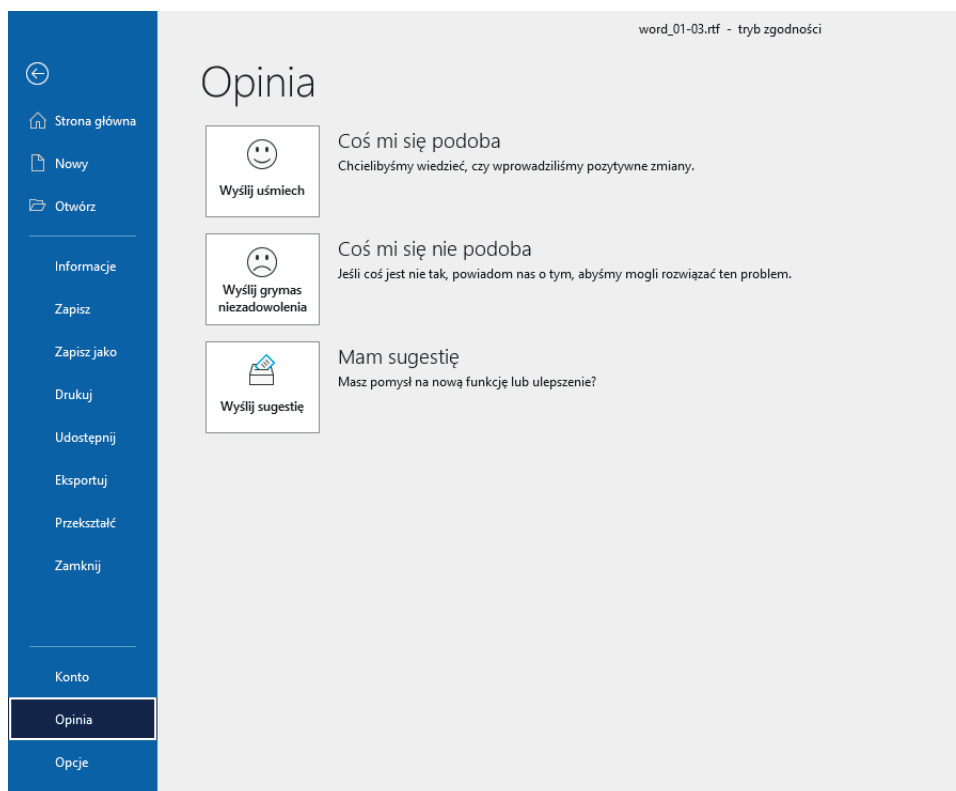 word_01-03.rtf - tryb zgodności
Strona główna
Nowy
Otwórz
Informacje
Zapisz
Zapisz jako
Drukuj
Udostępnij
Eksportuj
Przekształć
Zamknij
Konto
Opinia
Opcje
Opinia
Wyślij uśmiech
Coś mi się podoba
Chcielibyśmy wiedzieć, czy wprowadziliśmy pozytywne zmiany.
Wyślij grymas
niezadowolenia
Coś mi się nie podoba
Jeśli coś jest nie tak, powiadom nas o tym, abyśmy mogli rozwiązać ten problem.
Wyślij sugestię
Mam sugestię
Masz pomysł na nową funkcję lub ulepszenie?